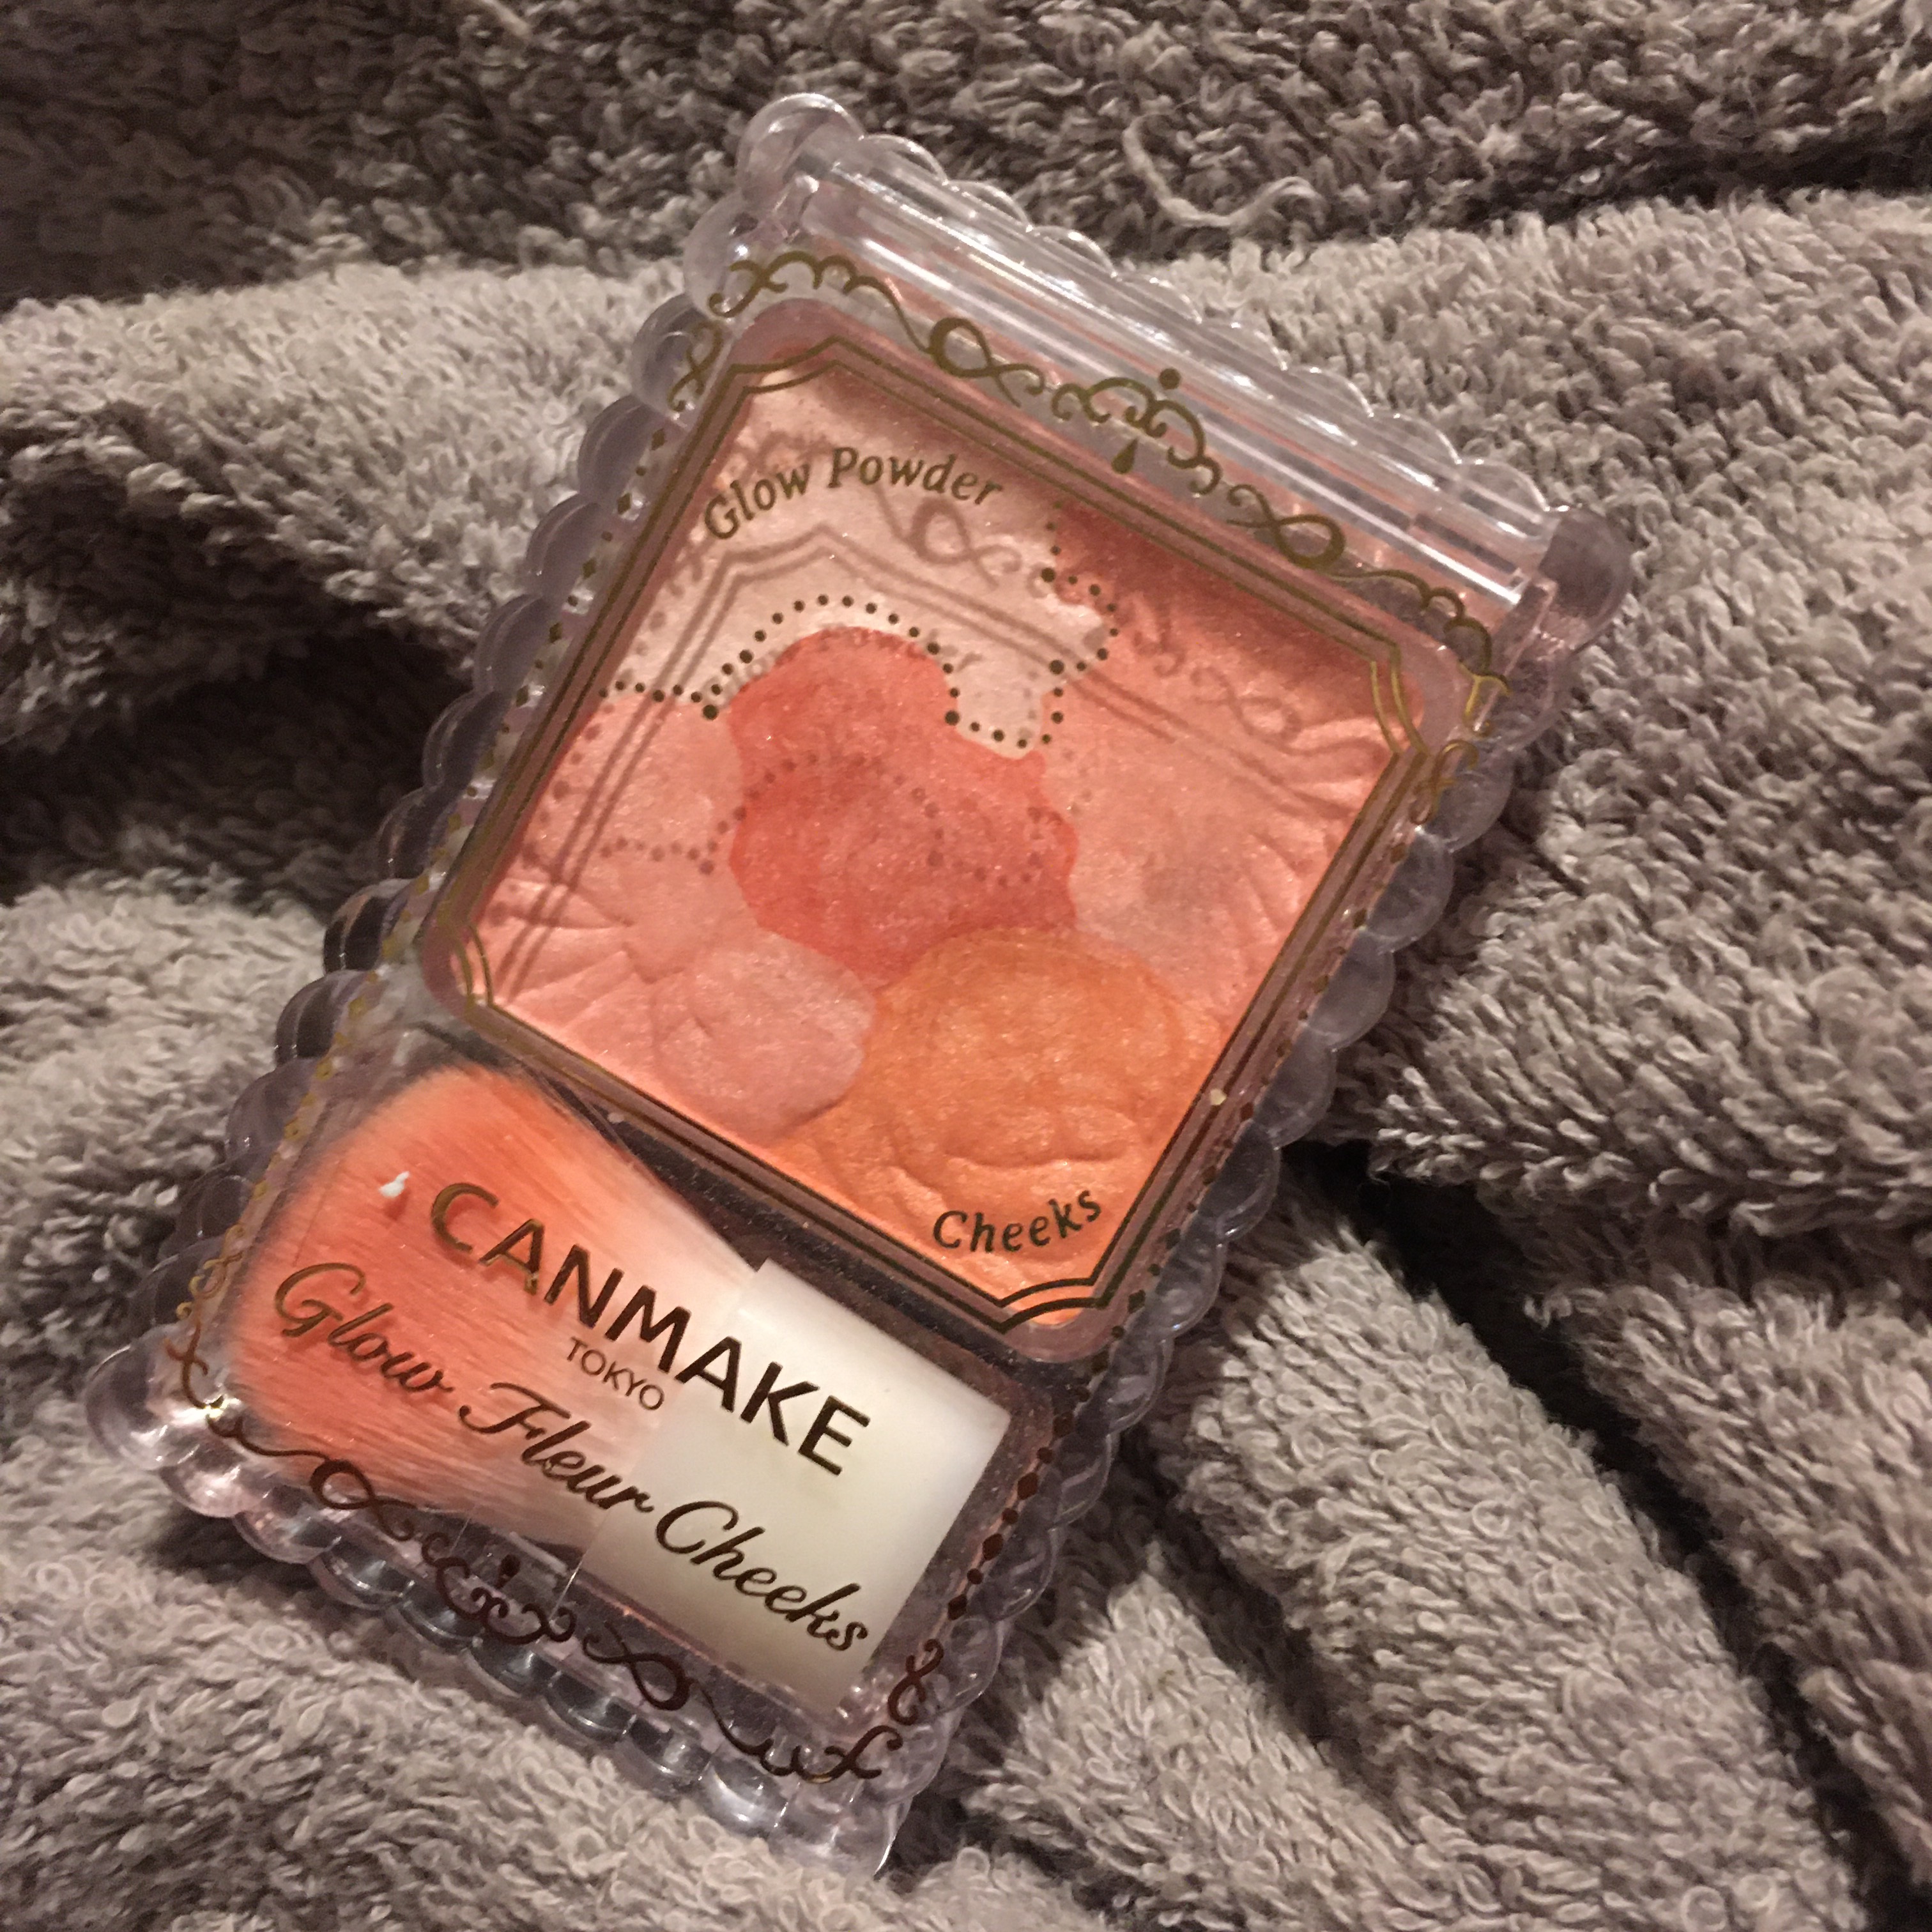 Glow Powder
Cheeks
CANMAKE
TOKYO
Glow Fleur Cheeks